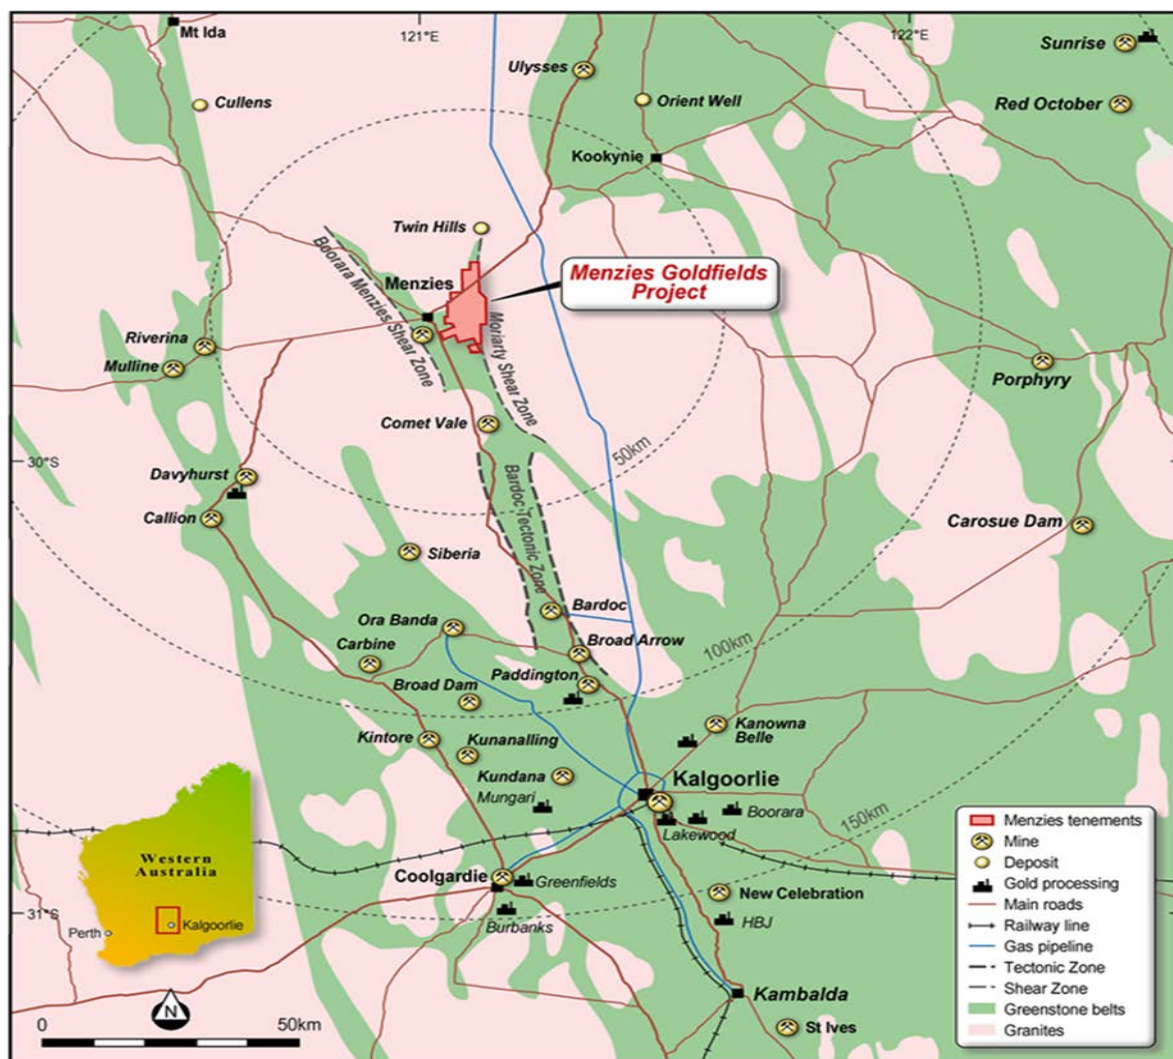 121°E
122°E
Mt Ida
Sunrise
Ulysses
Cullens
Orient Well
Red October
Kookynie
Twin Hills
Boorara Menzies Shear Zone
Menzies
Menzies Goldfields
Project
Moriarty Shear Zone
Riverina
Mulline
Porphyry
Comet Vale
50km
30°S
Davyhurst
Bardoc Tectonic Zone
Callion
Carosue Dam
Siberia
Bardoc
Ora Banda
Broad Arrow
Carbine
100km
Paddington
Broad Dam
Kanowna
Belle
Kintore
Kunanalling
Kundana
Kalgoorlie
Mungari
Boorara
150km
Lakewood
Coolgardie
Greenfields
New Celebration
Burbanks
HBJ
31°S
Kambalda
St Ives
Western
Australia
Perth
Kalgoorlie
N
0
50km
Menzies tenements
Mine
Deposit
Gold processing
Main roads
Railway line
Gas pipeline
Tectonic Zone
Shear Zone
Greenstone belts
Granites